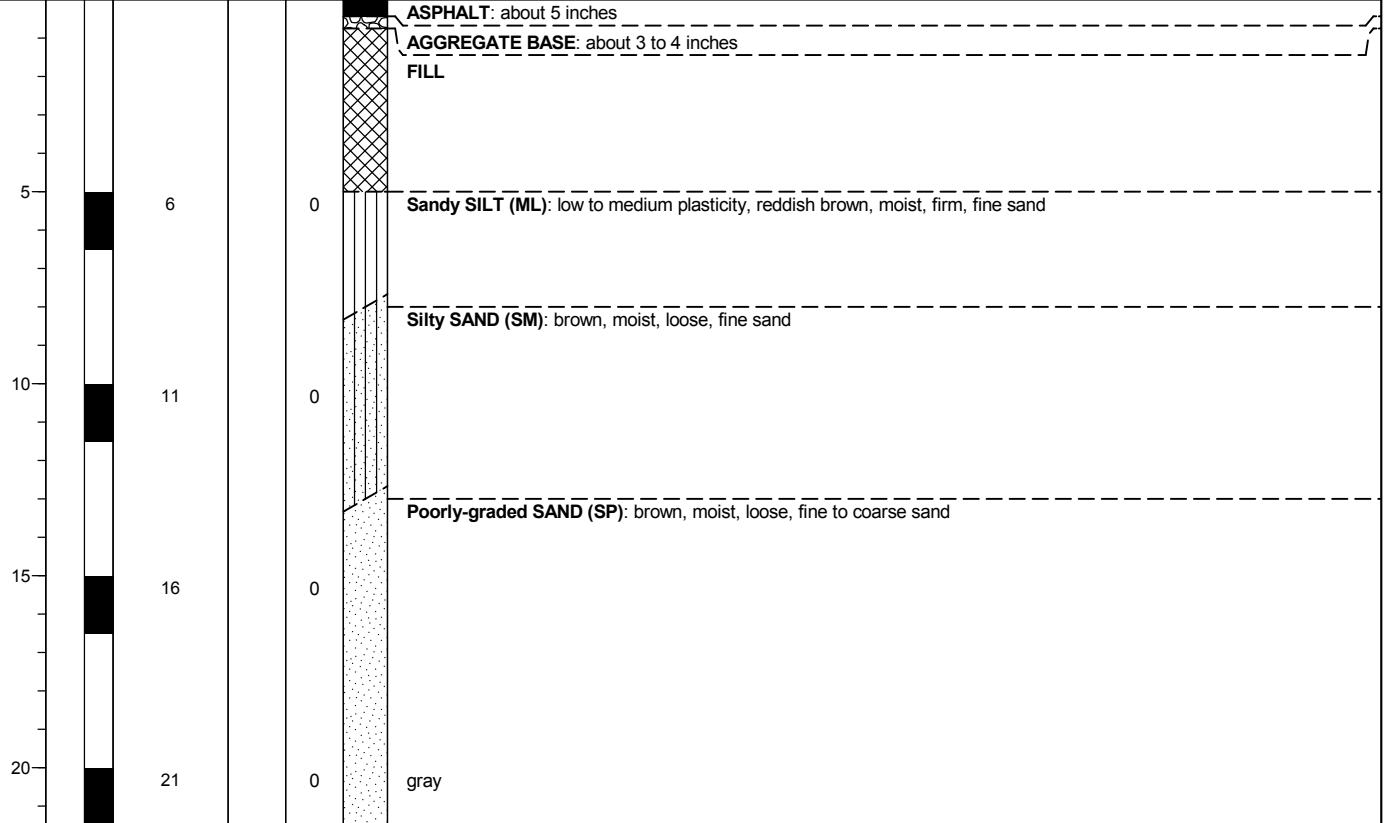 ASPHALT: about 5 inches
AGGREGATE BASE: about 3 to 4 inches
FILL
5 6 0 Sandy SILT (ML): low to medium plasticity, reddish brown, moist, firm, fine sand
Silty SAND (SM): brown, moist, loose, fine sand
10 11 0
Poorly-graded SAND (SP): brown, moist, loose, fine to coarse sand
15 16 0
20 21 0 gray